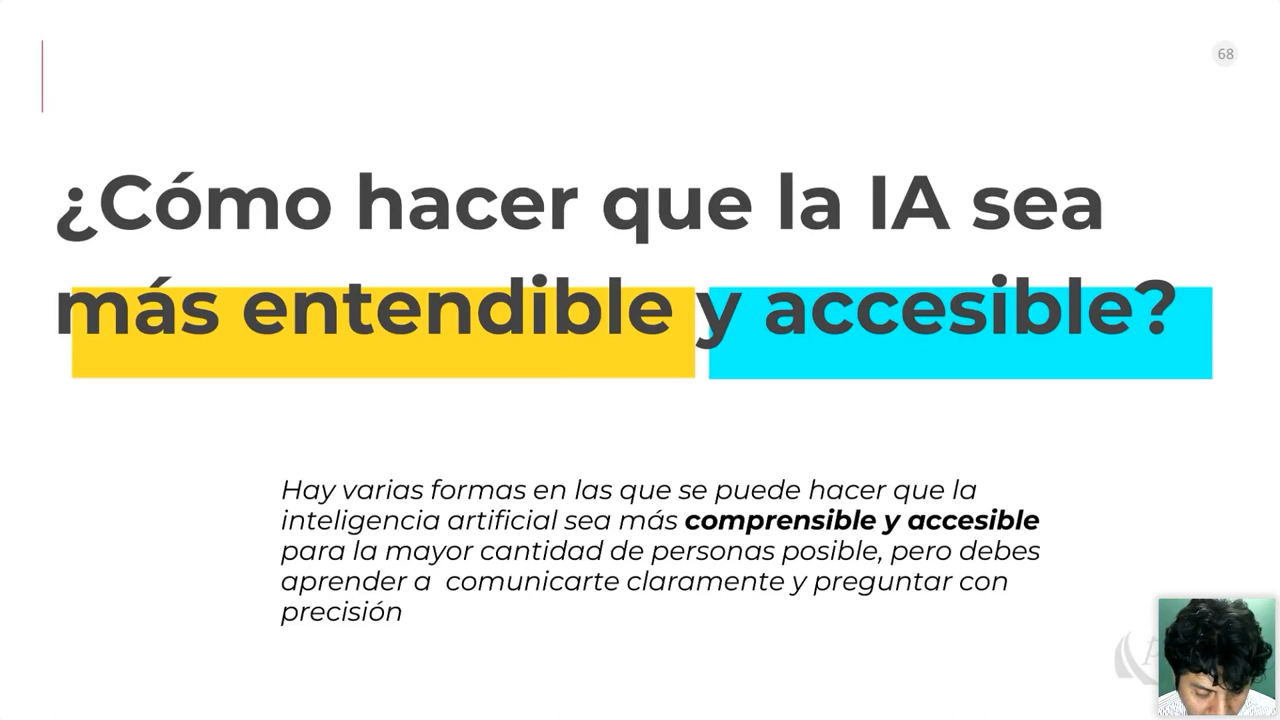 68
¿Cómo hacer que la IA sea
más entendible y accesible?
Hay varias formas en las que se puede hacer que la
inteligencia artificial sea más comprensible y accesible
para la mayor cantidad de personas posible, pero debes
aprender a  comunicarte claramente y preguntar con
precisión